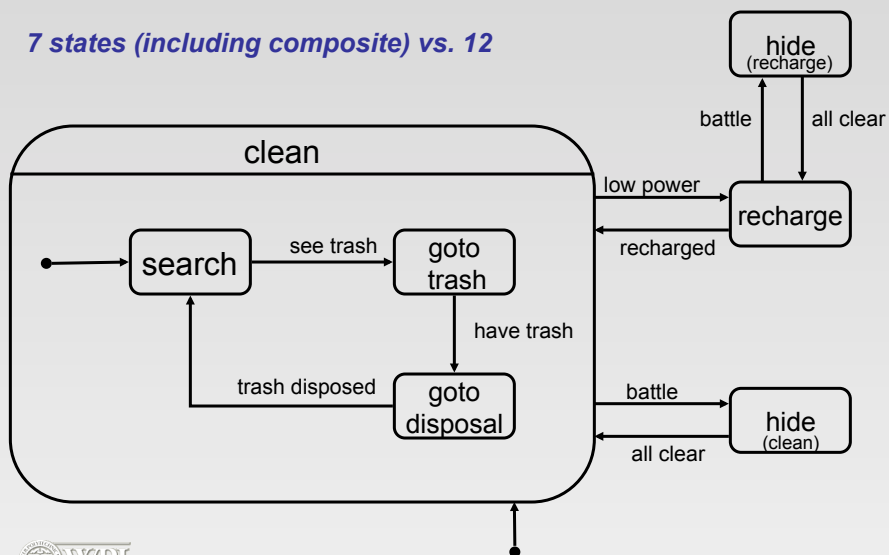 7 states (including composite) vs. 12
hide
(recharge)
battle
all clear
clean
low power
recharge
recharged
search
see trash
goto
trash
have trash
trash disposed
goto
disposal
battle
hide
(clean)
all clear